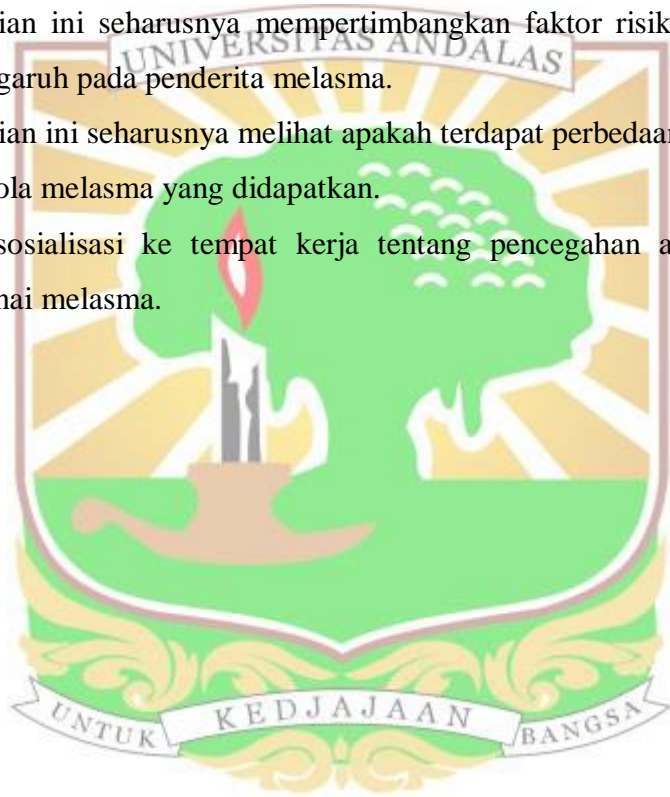 ian ini seharusnya mempertimbangkan faktor risik
UNIVERSITAS ANDALAS
garuh pada penderita melasma.
ian ini seharusnya melihat apakah terdapat perbedaan
ola melasma yang didapatkan.
sosialisasi ke tempat kerja tentang pencegahan a
nai melasma.
UNTUK KEDJAJAAN BANGSA